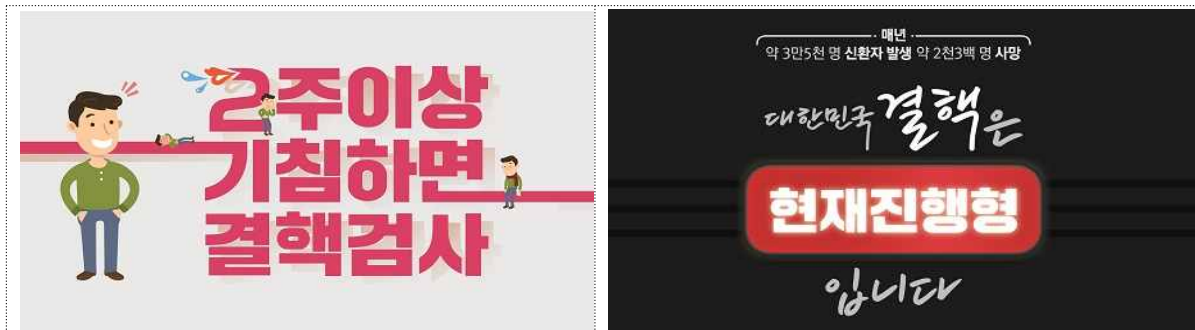 2주이상
기침하면
결핵검사
매년
약 3만5천 명 신환자 발생 약 2천3백 명 사망
대한민국 결핵은
현재진행형
입니다